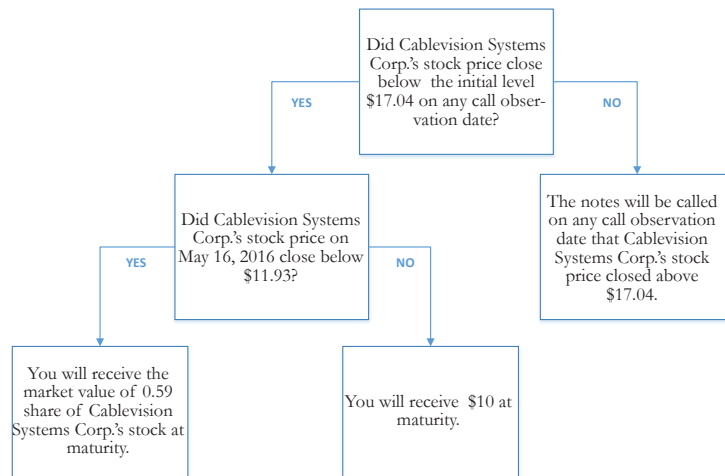 Did Cablevision Systems
Corp.'s stock price close
below the initial level
$17.04 on any call obser-
vation date?
YES
NO
Did Cablevision Systems
Corp.'s stock price on
May 16, 2016 close below
$11.93?
The notes will be called
on any call observation
date that Cablevision
Systems Corp.'s stock
price closed above
$17.04.
YES
NO
You will receive the
market value of 0.59
share of Cablevision
Systems Corp.'s stock at
maturity.
You will receive $10 at
maturity.